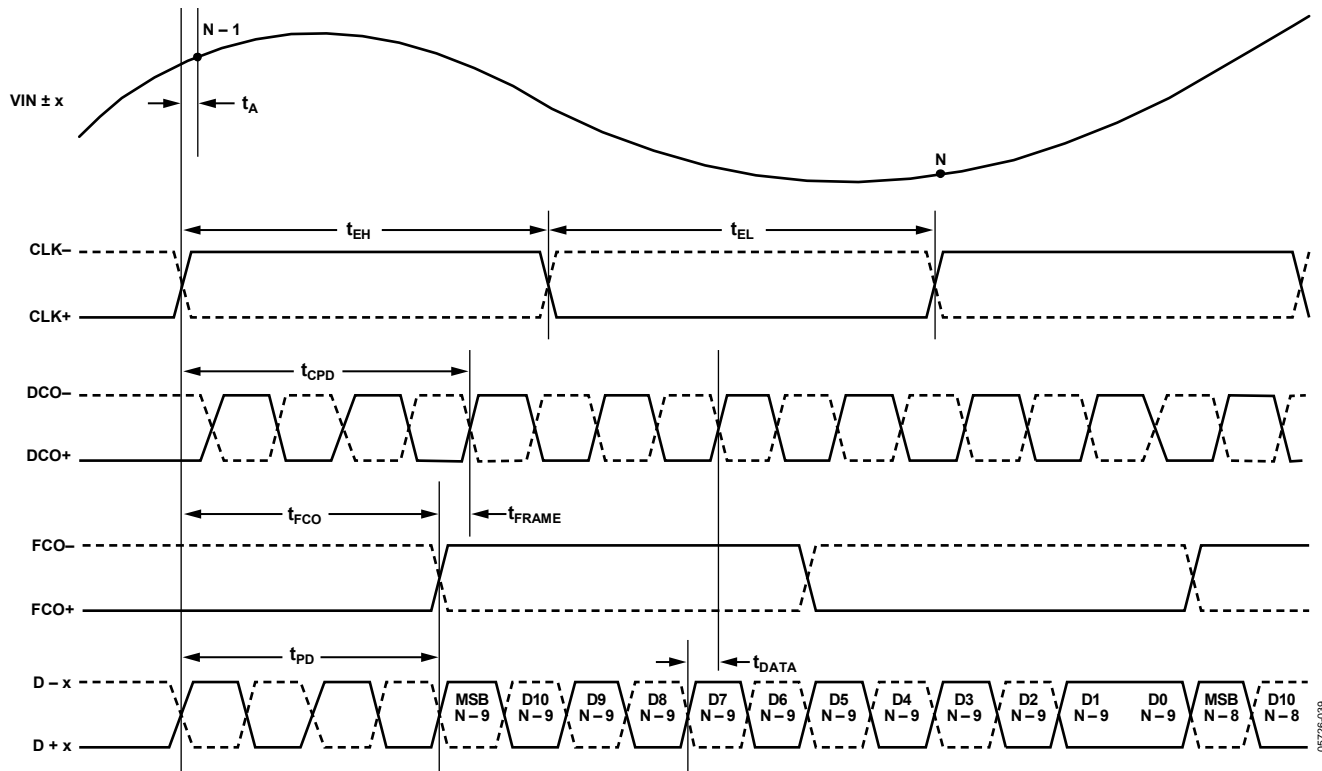 N – 1
VIN ± x
tA
N
tEH
tEL
CLK–
CLK+
tCPD
DCO–
DCO+
tFCO
tFRAME
FCO–
FCO+
tPD
tDATA
D – x
MSB D10 D9 D8 D7 D6 D5 D4 D3 D2 D1 D0 MSB D10
N – 9 N – 9 N – 9 N – 9 N – 9 N – 9 N – 9 N – 9 N – 9 N – 9 N – 9 N – 9 N – 8 N – 8
D + x
05726-039